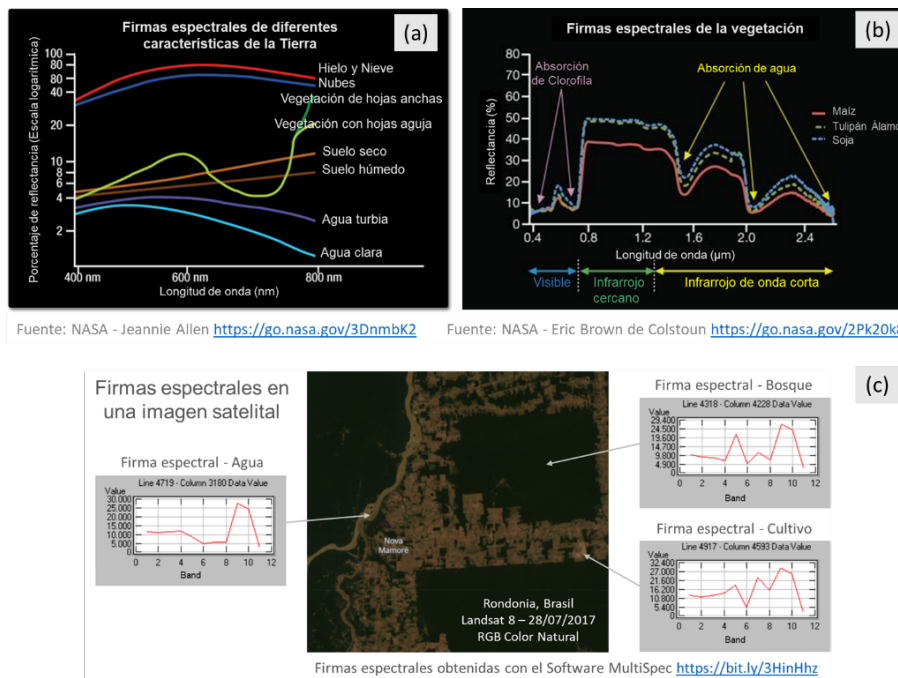 Firmas espectrales de diferentes
características de la Tierra
(a)
Porcentaje de reflectancia (Escala logarítmica)
100
80
60
40
20
10
8
6
4
2
Hielo y Nieve
Nubes
Vegetación de hojas anchas
Vegetación con hojas aguja
Suelo seco
Suelo húmedo
Agua turbia
Agua clara
400 nm
600 nm
800 nm
Longitud de onda (nm)
Fuente: NASA - Jeannie Allen https://go.nasa.gov/3DnmbK2
Firmas espectrales de la vegetación
(b)
Reflectancia (%)
80
70
60
50
40
30
20
10
0
Absorción
de Clorofila
Absorción de agua
Maíz
Tulipán Álamo
Soja
0.4
0.8
1.2
1.6
2.0
2.4
Longitud de onda (µm)
Visible
Infrarrojo
cercano
Infrarrojo de onda corta
Fuente: NASA - Eric Brown de Colstoun https://go.nasa.gov/2Pk20k8
Firmas espectrales en
una imagen satelital
(c)
Firma espectral - Agua
Line 4719 - Column 3180 Data Value
Value
30.000
25.000
20.000
15.000
10.000
5.000
0
0 2 4 6 8 10 12
Band
Nova
Mamoré
Rondonia, Brasil
Landsat 8 – 28/07/2017
RGB Color Natural
Firma espectral - Bosque
Line 4318 - Column 4228 Data Value
Value
29.400
24.500
19.600
14.700
9.800
4.900
0
0 2 4 6 8 10 12
Band
Firma espectral - Cultivo
Line 4917 - Column 4593 Data Value
Value
32.400
27.000
21.600
16.200
10.800
5.400
0
0 2 4 6 8 10 12
Band
Firmas espectrales obtenidas con el Software MultiSpec https://bit.ly/3HinHhz